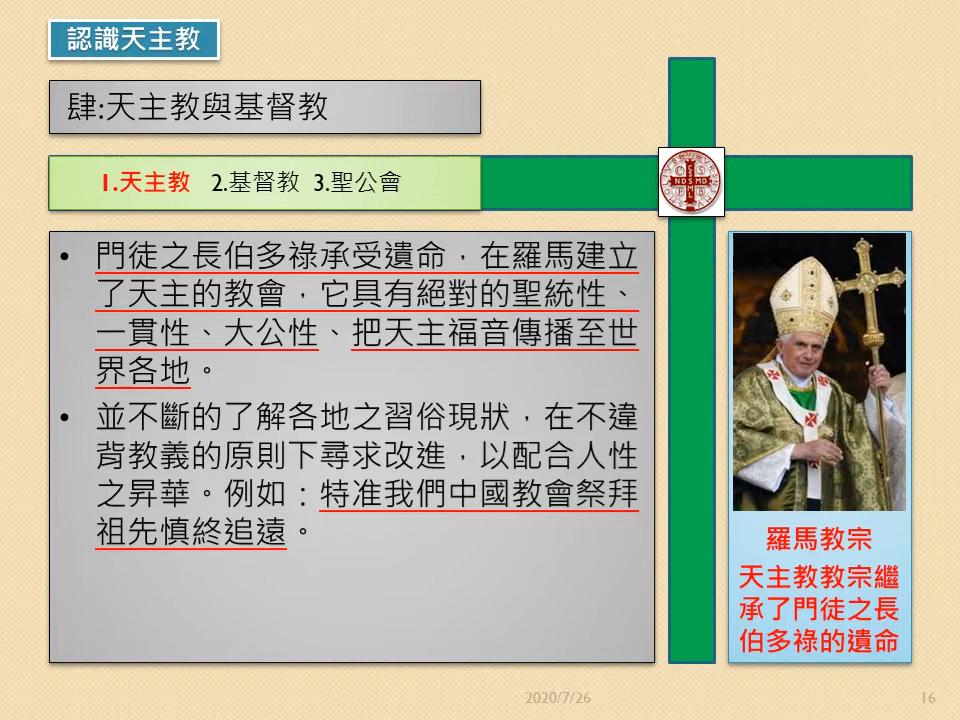 認識天主教
肆:天主教與基督教
1.天主教 2.基督教 3.聖公會
• 門徒之長伯多祿承受遺命，在羅馬建立
了天主的教會，它具有絕對的聖統性、
一貫性、大公性、把天主福音傳播至世
界各地。
• 並不斷的了解各地之習俗現狀，在不違
背教義的原則下尋求改進，以配合人性
之昇華。例如：特准我們中國教會祭拜
祖先慎終追遠。
羅馬教宗
天主教教宗繼
承了門徒之長
伯多祿的遺命
2020/7/26
16